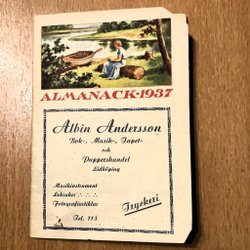 ALMANACK·1937
Albin Andersson
Bok-, Musik-, Tapet-
och
Pappershandel
Lidköping
Musikinstrument
Leksaker
Fotografiartiklar
Tryckeri
Tel. 113